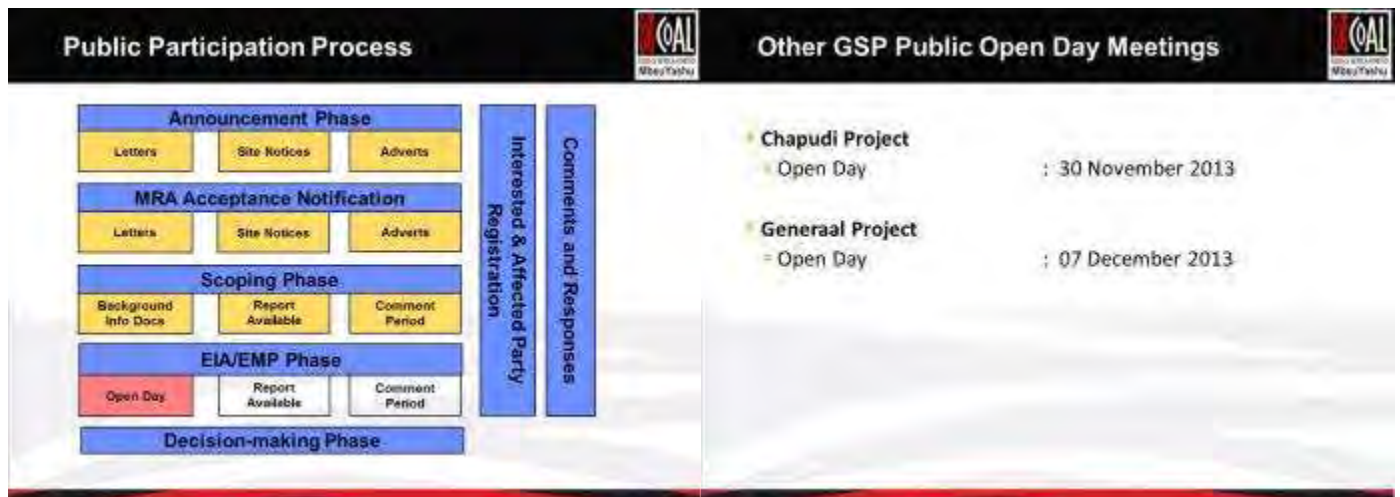 Public Participation Process
COAL
MbeuYashu
Announcement Phase
Letters
Site Notices
Adverts
MRA Acceptance Notification
Letters
Site Notices
Adverts
Scoping Phase
Background
Info Docs
Report
Available
Comment
Period
EIA/EMP Phase
Open Day
Report
Available
Comment
Period
Decision-making Phase
Interested & Affected Party
Registration
Comments and Responses
Other GSP Public Open Day Meetings
COAL
MbeuYashu
Chapudi Project
Open Day : 30 November 2013
Generaal Project
Open Day : 07 December 2013